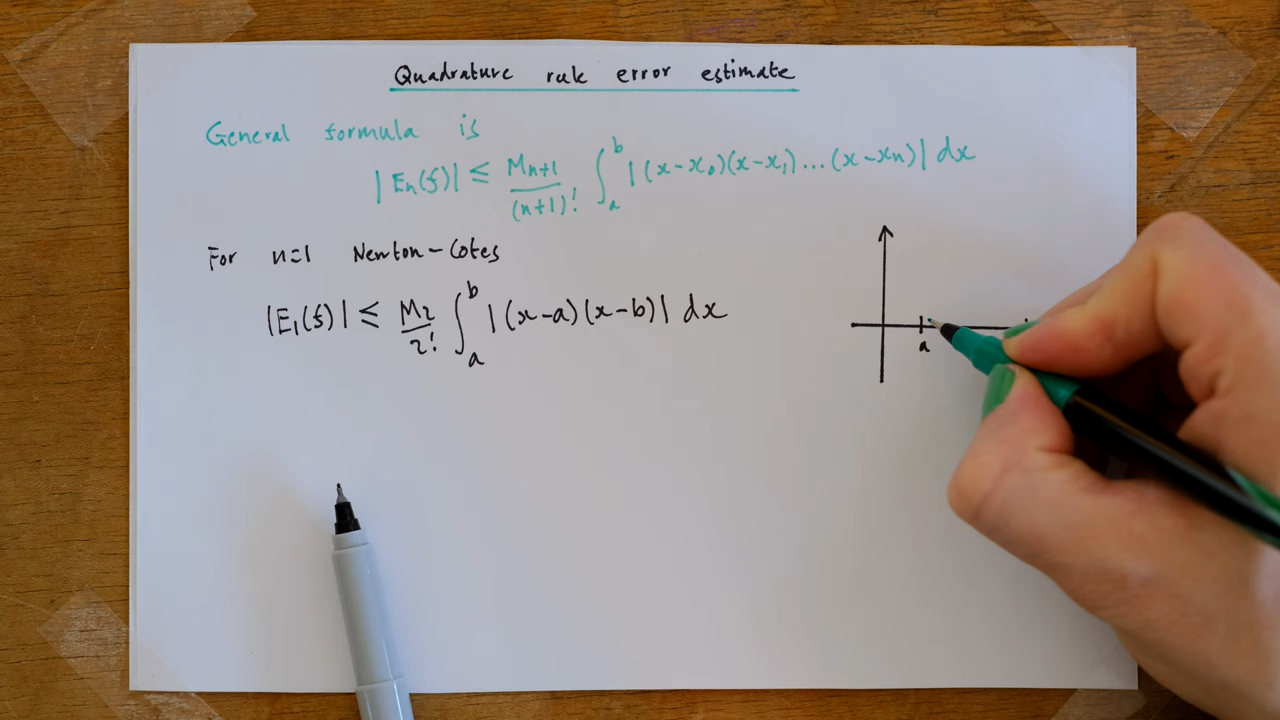 Quadrature rule error estimate
General formula is
|En(f)| ≤ Mn+1/(n+1)! ∫_a^b |(x-x0)(x-x1)...(x-xn)| dx
For n=1 Newton-Cotes
|E1(f)| ≤ M2/2! ∫_a^b |(x-a)(x-b)| dx
a